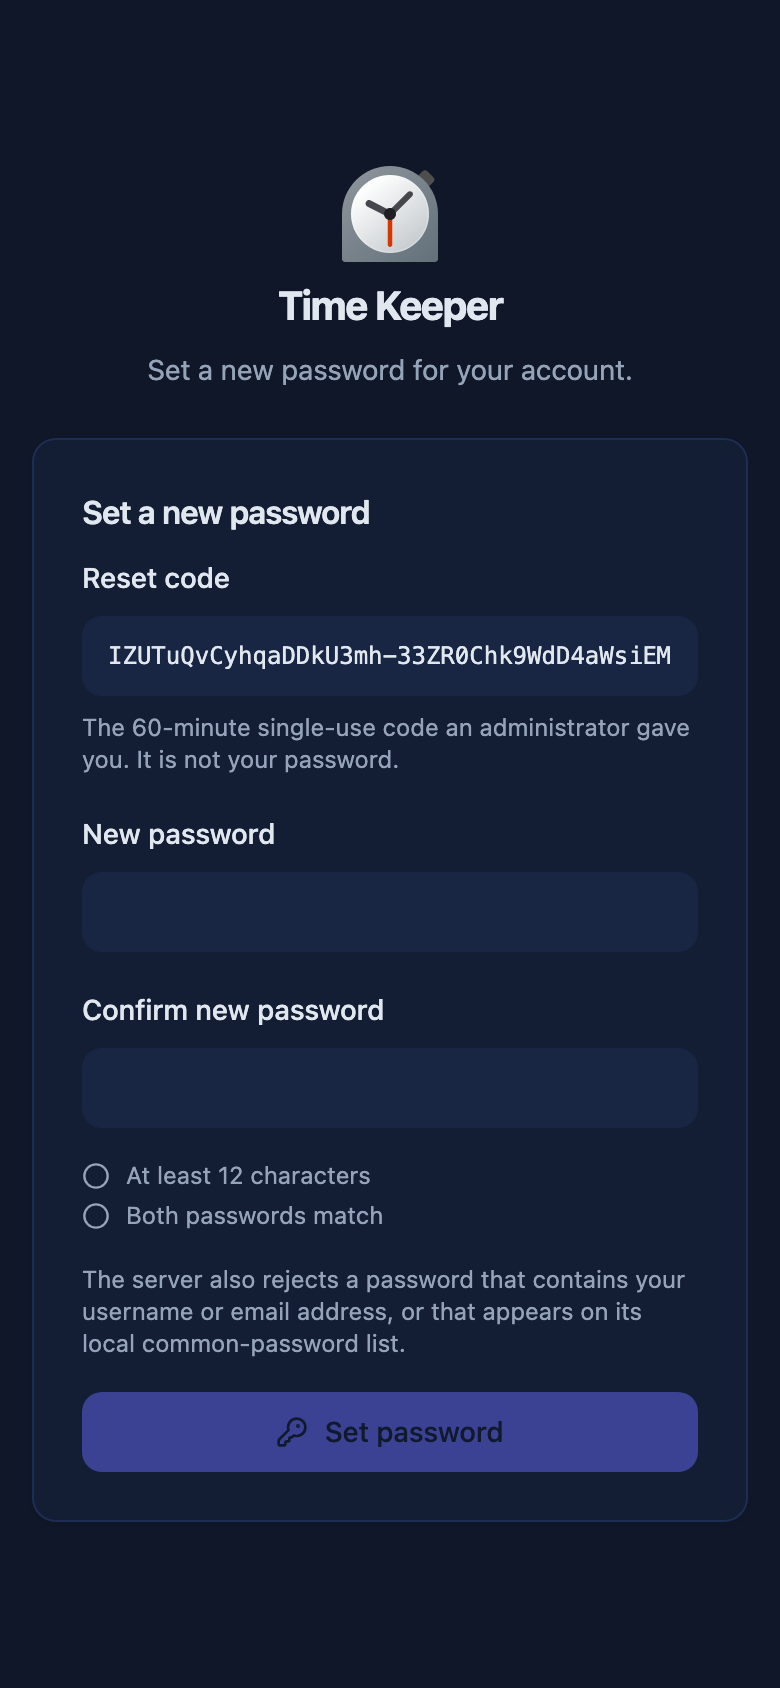 Time Keeper
Set a new password for your account.
Set a new password
Reset code
IZUTuQvCyhqaDDkU3mh-33ZR0Chk9WdD4aWsiEM
The 60-minute single-use code an administrator gave
you. It is not your password.
New password
Confirm new password
At least 12 characters
Both passwords match
The server also rejects a password that contains your
username or email address, or that appears on its
local common-password list.
Set password